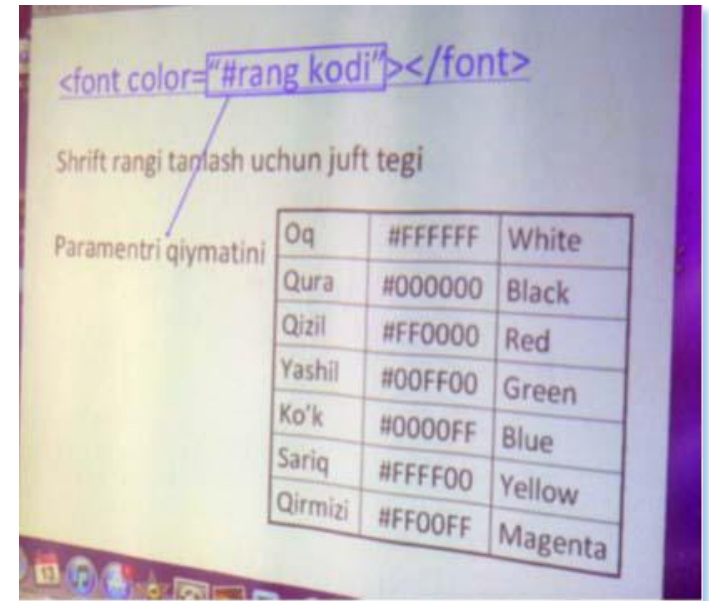 <font color="#rang kodi"></font>
Shrift rangi tanlash uchun juft tegi
Paramentri qiymatini
Oq #FFFFFF White
Qura #000000 Black
Qizil #FF0000 Red
Yashil #00FF00 Green
Ko'k #0000FF Blue
Sariq #FFFF00 Yellow
Qirmizi #FF00FF Magenta
13